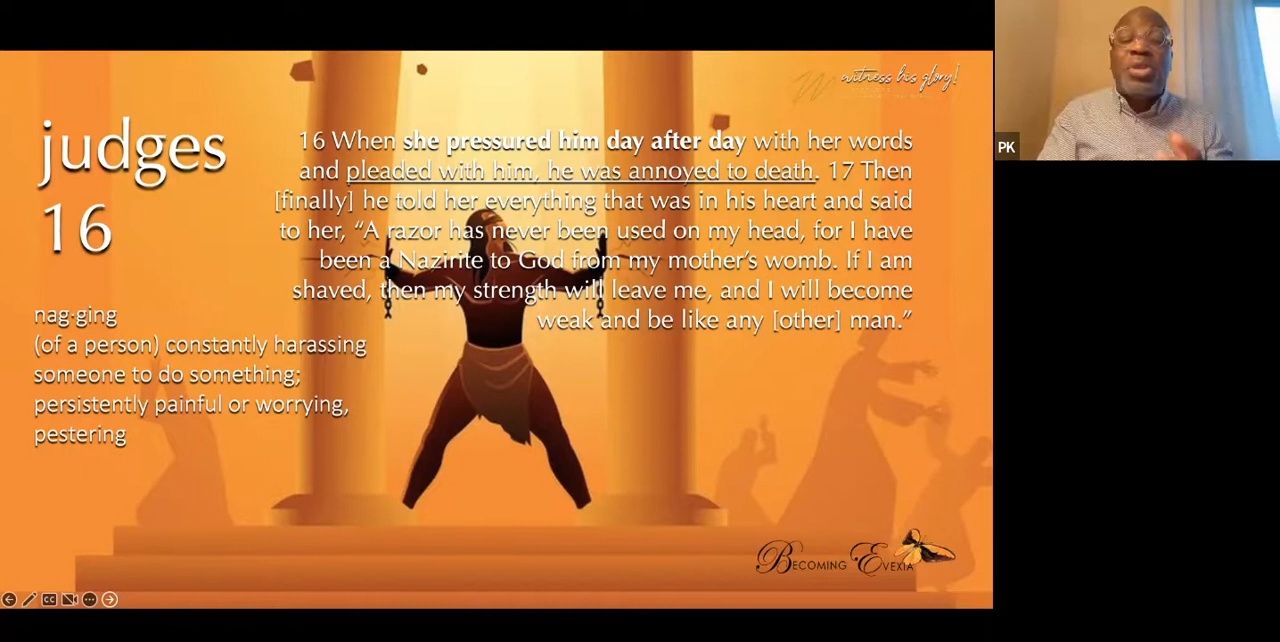 witness his glory!
judges
16
16 When she pressured him day after day with her words
and pleaded with him, he was annoyed to death. 17 Then
[finally] he told her everything that was in his heart and said
to her, “A razor has never been used on my head, for I have
been a Nazirite to God from my mother’s womb. If I am
shaved, then my strength will leave me, and I will become
weak and be like any [other] man.”
nag·ging
(of a person) constantly harassing
someone to do something;
persistently painful or worrying,
pestering
BECOMING EVEXIA
CC
PK